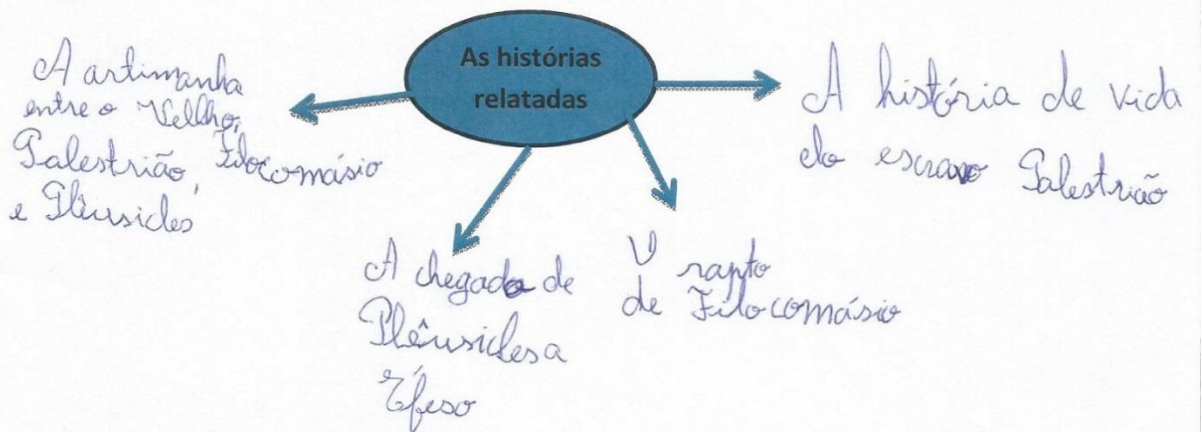 As histórias
relatadas
A artimanha
entre o Vellho,
Palestrião, Filocomásio
e Plêusicles
A chegada de
Plêusicles a
Éfeso
O rapto
de Filocomásio
A história de vida
do escravo Palestrião